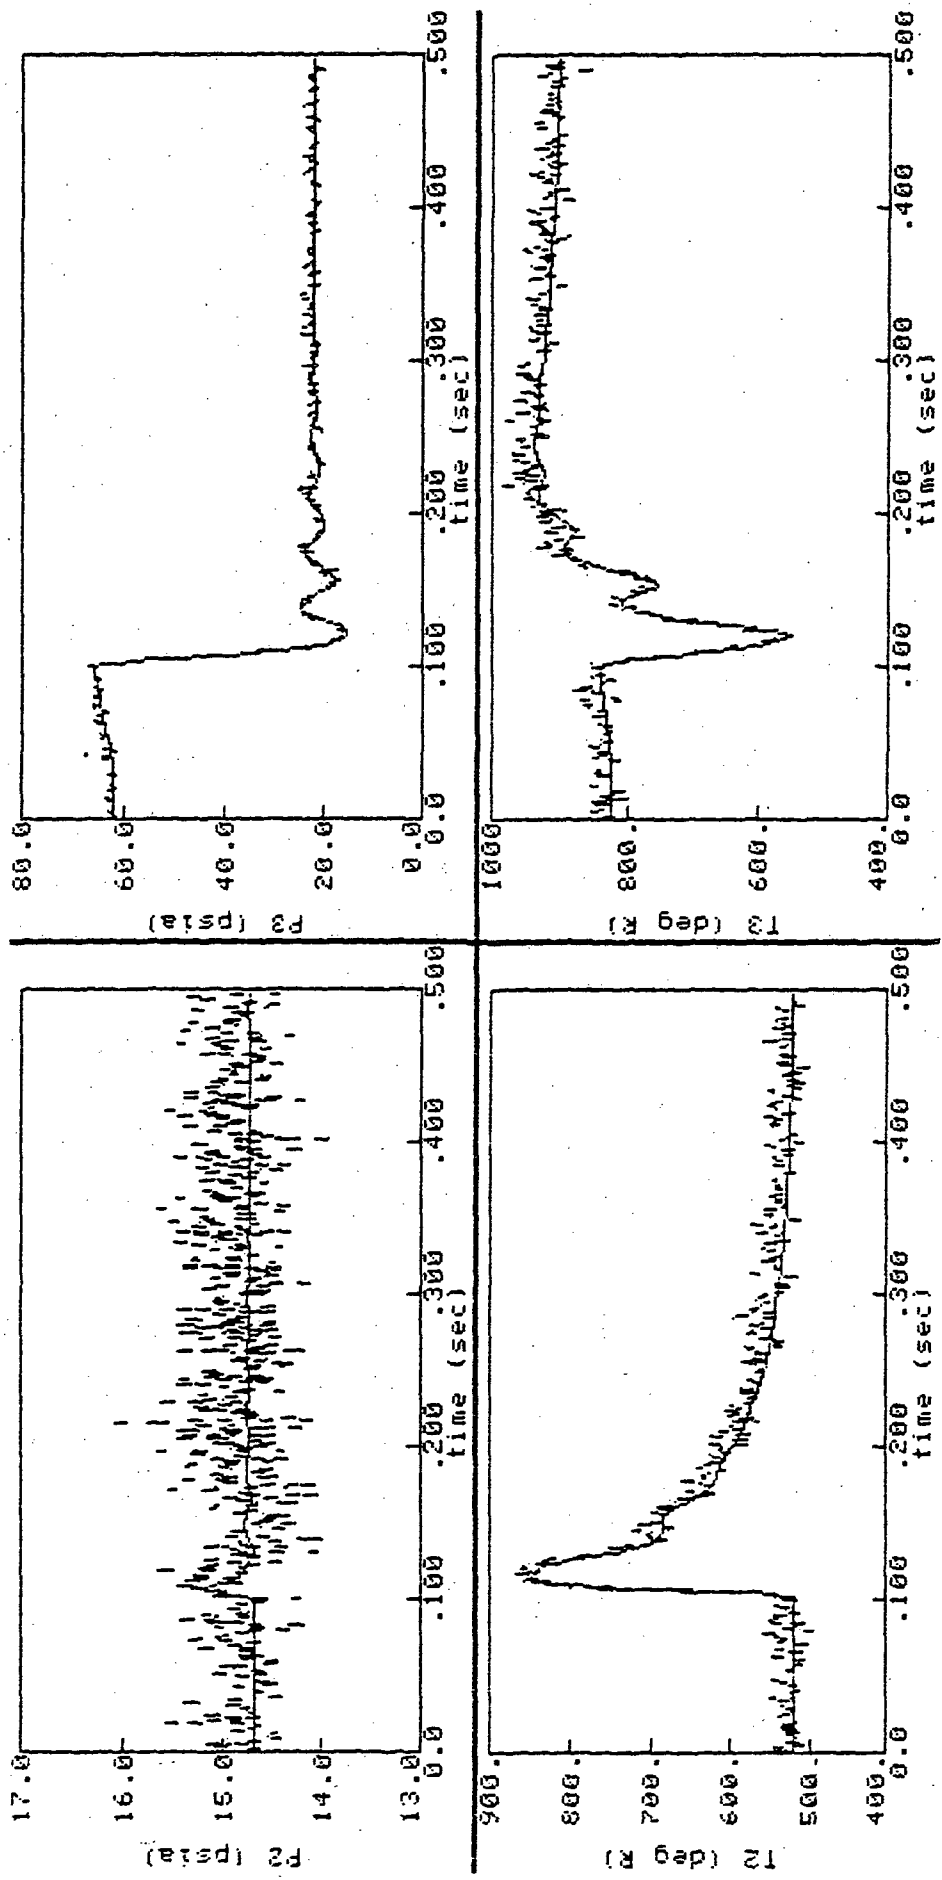 P2 (psia)
17.0
16.0
15.0
14.0
13.0
0.0 .100 .200 .300 .400 .500
time (sec)
P3 (psia)
80.0
60.0
40.0
20.0
0.0
0.0 .100 .200 .300 .400 .500
time (sec)
T2 (deg R)
900.
800.
700.
600.
500.
400.
0.0 .100 .200 .300 .400 .500
time (sec)
T3 (deg R)
1000
800.
600.
400.
0.0 .100 .200 .300 .400 .500
time (sec)